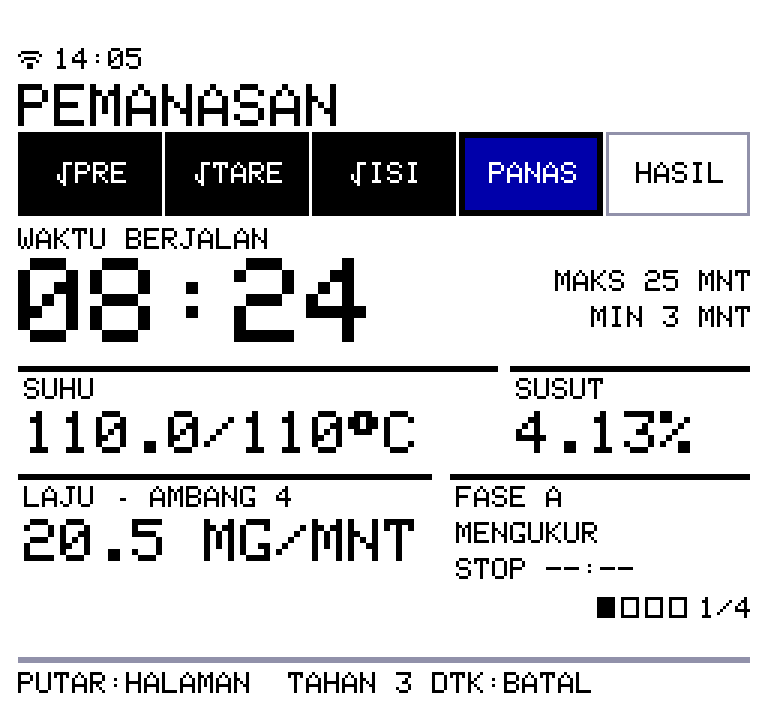 14:05
PEMANASAN
√PRE √TARE √ISI PANAS HASIL
WAKTU BERJALAN
08:24
MAKS 25 MNT
MIN 3 MNT
SUHU
110.0/110°C
SUSUT
4.13%
LAJU - AMBANG 4
20.5 MG/MNT
FASE A
MENGUKUR
STOP --:--
1/4
PUTAR:HALAMAN TAHAN 3 DTK:BATAL